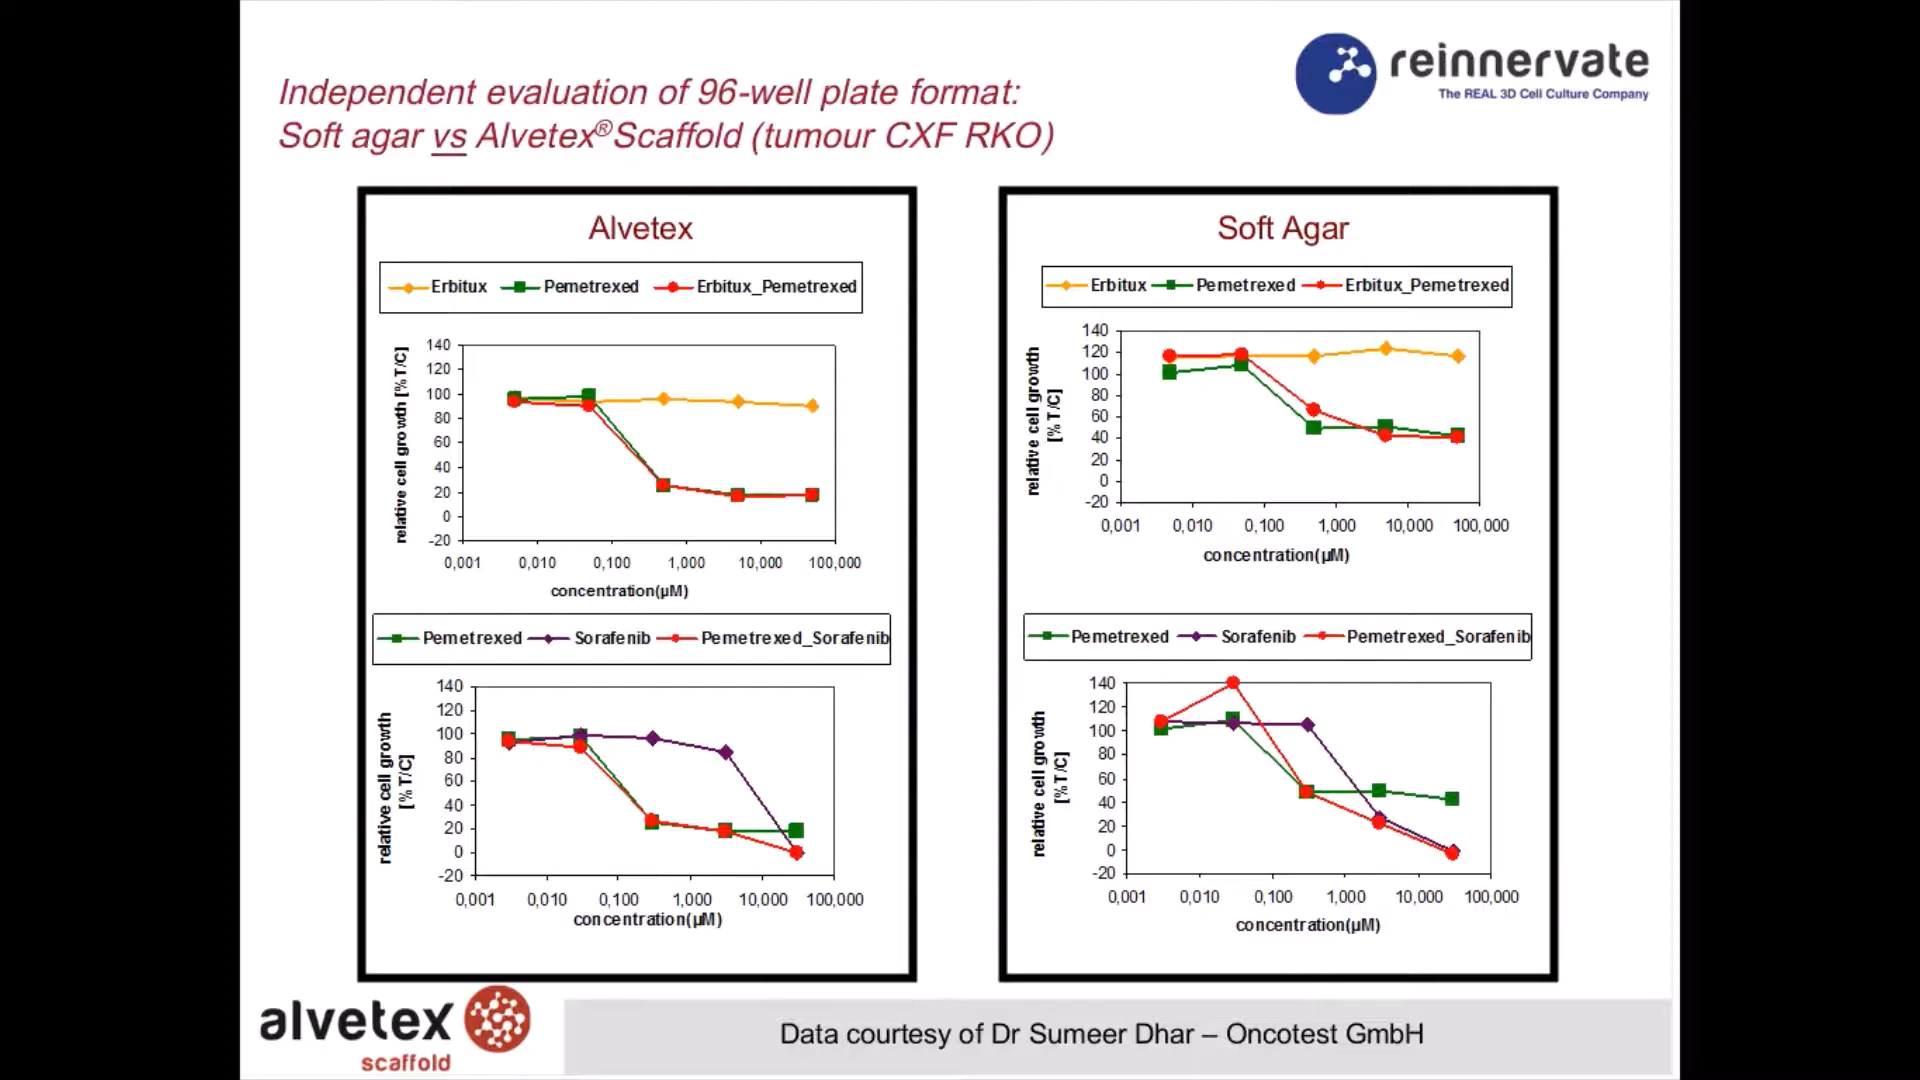 reinnervate
The REAL 3D Cell Culture Company
Independent evaluation of 96-well plate format:
Soft agar vs Alvetex®Scaffold (tumour CXF RKO)
Alvetex
Erbitux Pemetrexed Erbitux_Pemetrexed
relative cell growth [%T/C]
140
120
100
80
60
40
20
0
-20
0,001 0,010 0,100 1,000 10,000 100,000
concentration(µM)
Pemetrexed Sorafenib Pemetrexed_Sorafenib
relative cell growth
[%T/C]
140
120
100
80
60
40
20
0
-20
0,001 0,010 0,100 1,000 10,000 100,000
concentration(µM)
Soft Agar
Erbitux Pemetrexed Erbitux_Pemetrexed
relative cell growth
[%T/C]
140
120
100
80
60
40
20
0
-20
0,001 0,010 0,100 1,000 10,000 100,000
concentration(µM)
Pemetrexed Sorafenib Pemetrexed_Sorafenib
relative cell growth
[%T/C]
140
120
100
80
60
40
20
0
-20
0,001 0,010 0,100 1,000 10,000 100,000
concentration(µM)
alvetex
scaffold
Data courtesy of Dr Sumeer Dhar – Oncotest GmbH